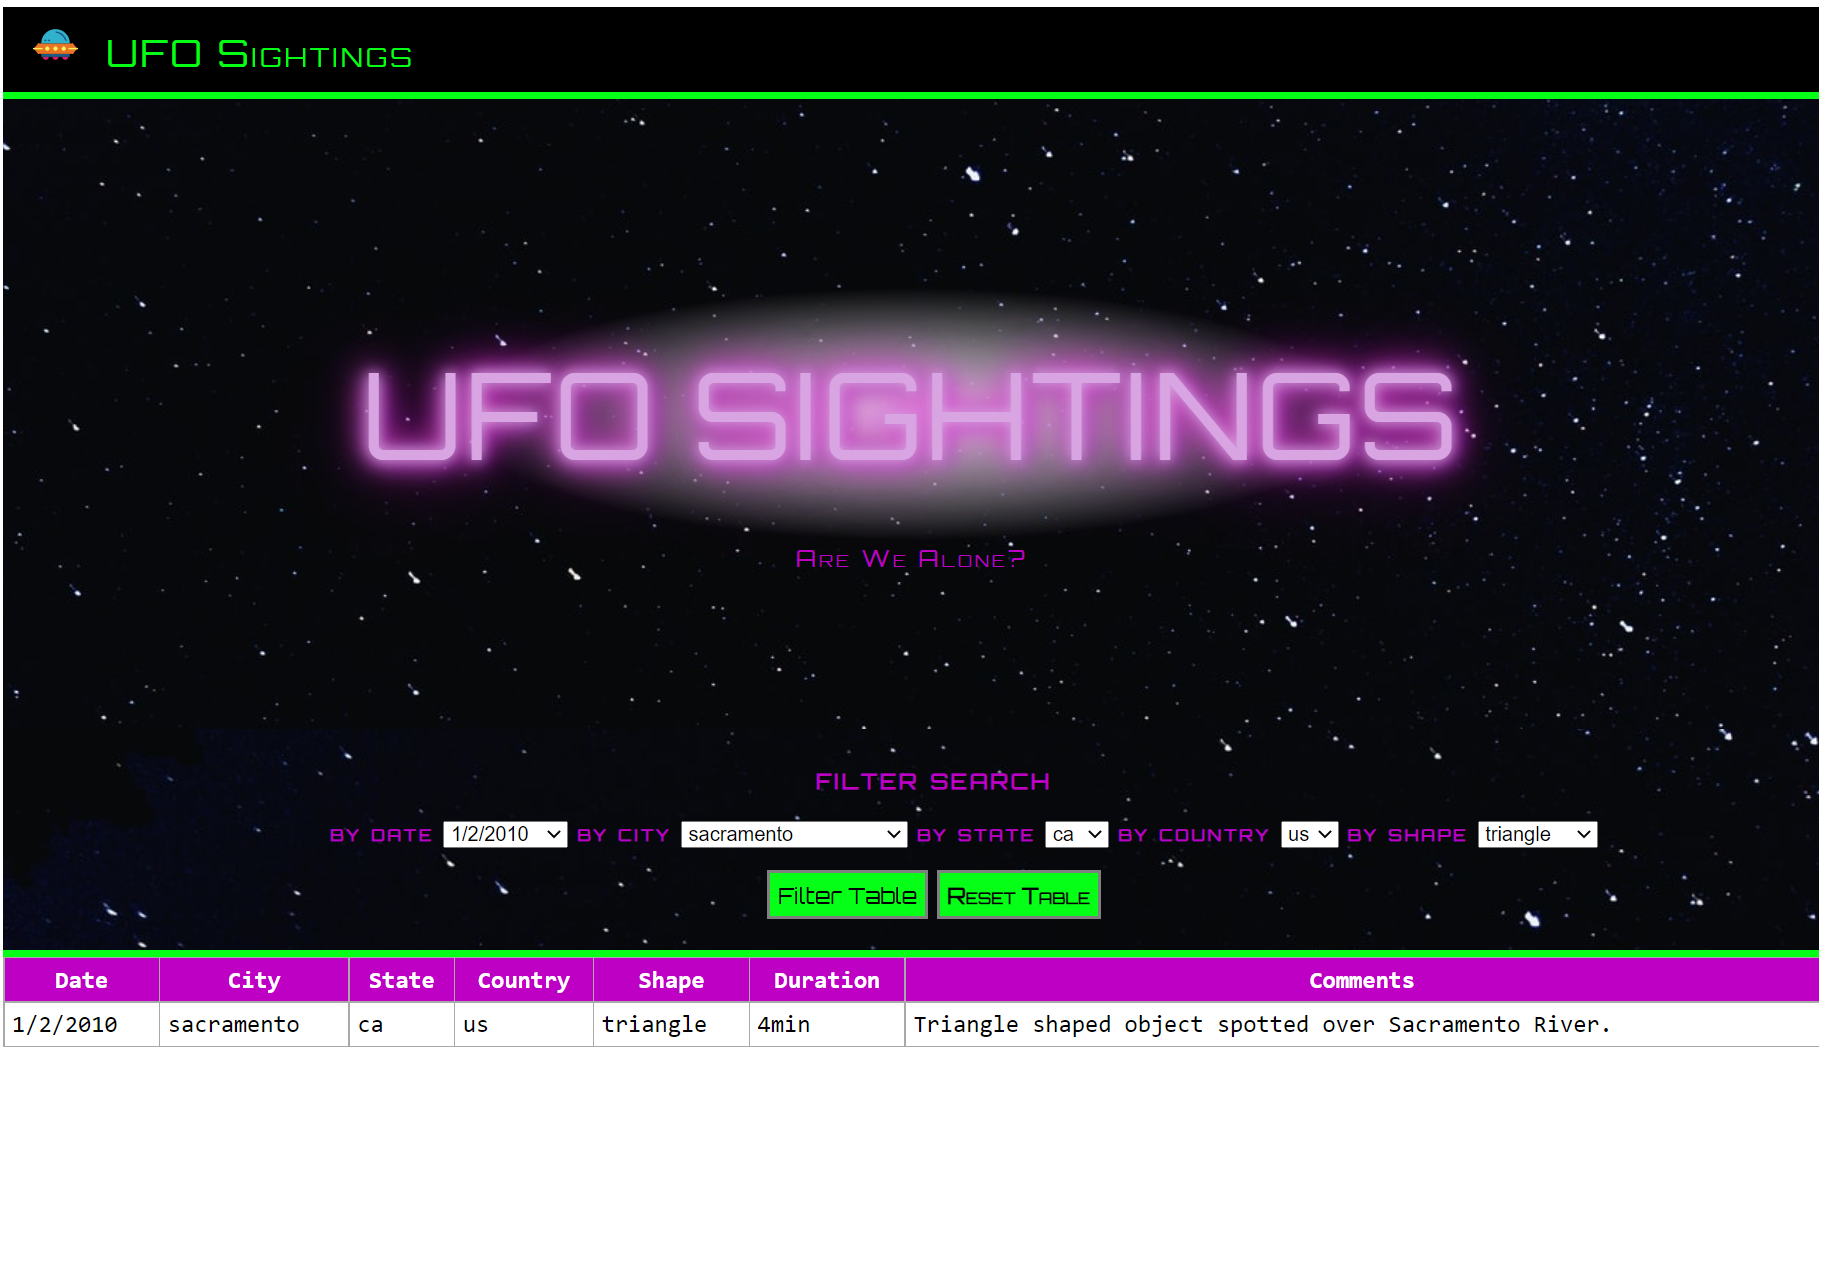 UFO Sightings
UFO SIGHTINGS
Are We Alone?
FILTER SEARCH
BY DATE 1/2/2010 BY CITY sacramento BY STATE ca BY COUNTRY us BY SHAPE triangle
Filter Table Reset Table
Date City State Country Shape Duration Comments
1/2/2010 sacramento ca us triangle 4min Triangle shaped object spotted over Sacramento River.